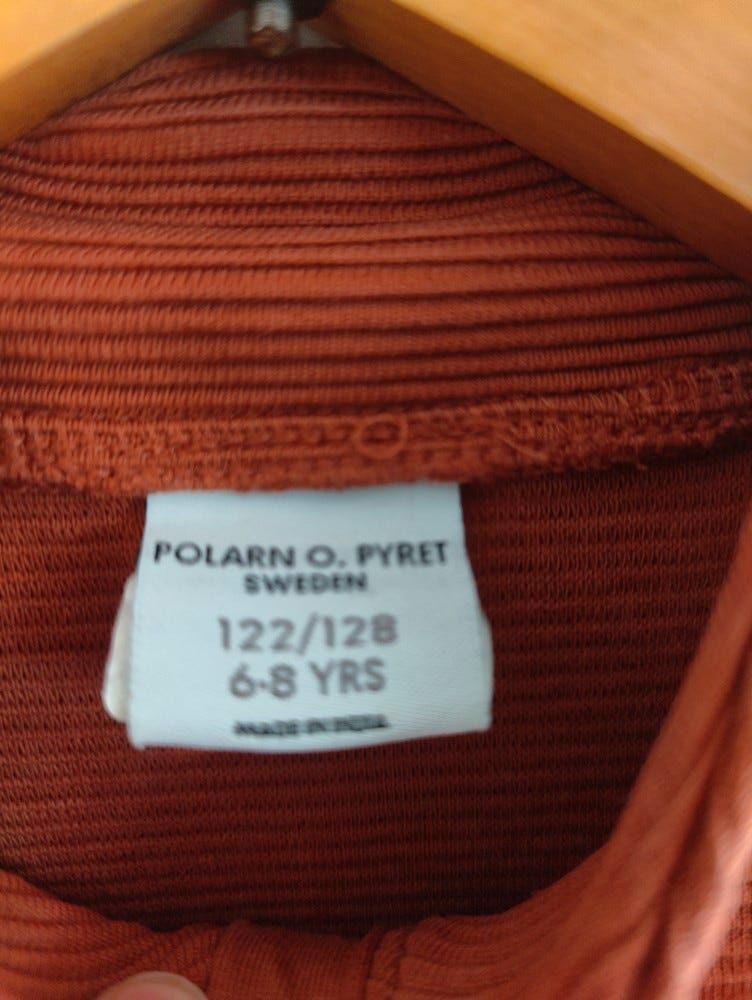 POLARN O. PYRET
SWEDEN
122/128
6-8 YRS
MADE IN INDIA